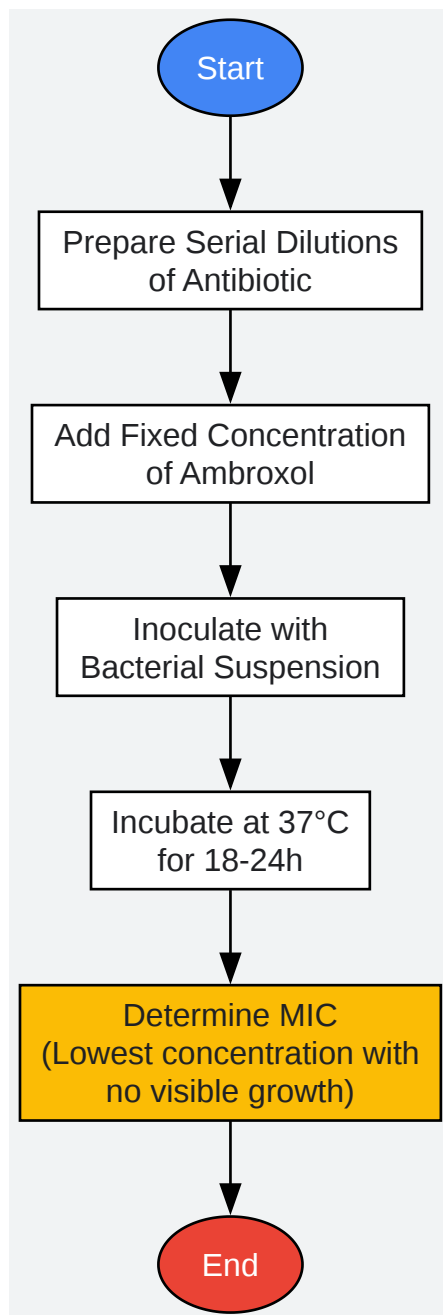 Start
Prepare Serial Dilutions
of Antibiotic
Add Fixed Concentration
of Ambroxol
Inoculate with
Bacterial Suspension
Incubate at 37°C
for 18-24h
Determine MIC
(Lowest concentration with
no visible growth)
End